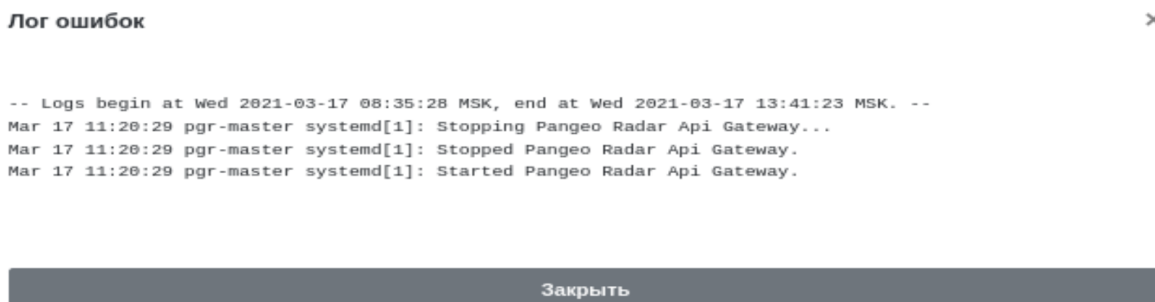 Лог ошибок
-- Logs begin at Wed 2021-03-17 08:35:28 MSK, end at Wed 2021-03-17 13:41:23 MSK. --
Mar 17 11:20:29 pgr-master systemd[1]: Stopping Pangeo Radar Api Gateway...
Mar 17 11:20:29 pgr-master systemd[1]: Stopped Pangeo Radar Api Gateway.
Mar 17 11:20:29 pgr-master systemd[1]: Started Pangeo Radar Api Gateway.
Закрыть